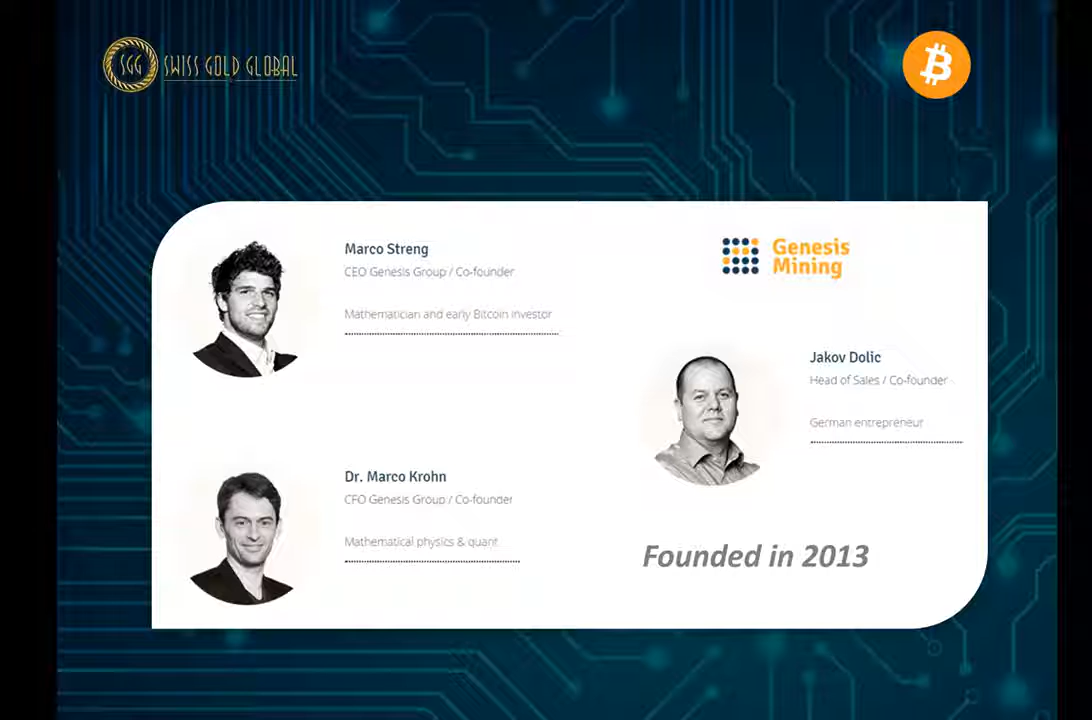 SGG SWISS GOLD GLOBAL
Marco Streng
CEO Genesis Group / Co-founder
Mathematician and early Bitcoin investor
Genesis
Mining
Jakov Dolic
Head of Sales / Co-founder
German entrepreneur
Dr. Marco Krohn
CFO Genesis Group / Co-founder
Mathematical physics & quant
Founded in 2013